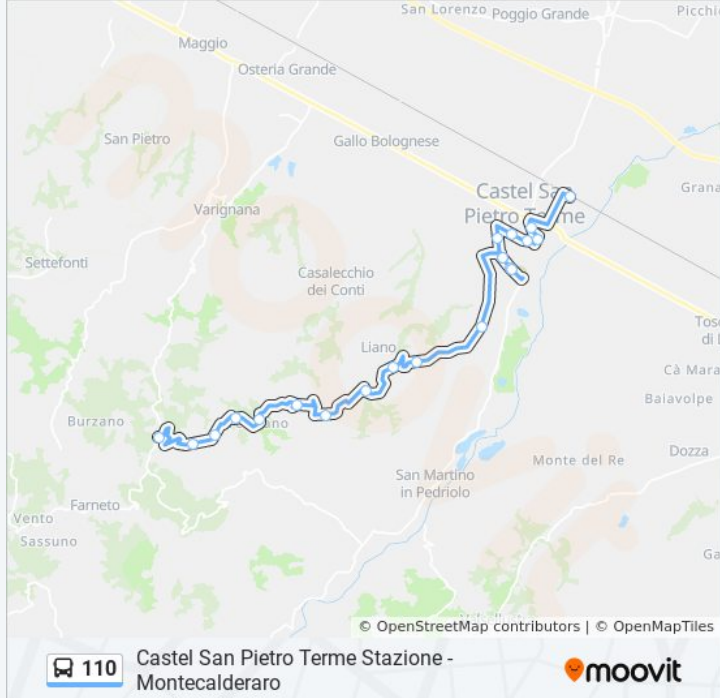 San Lorenzo
Poggio Grande
Maggio
Osteria Grande
San Pietro
Gallo Bolognese
Castel Sa
Pietro Terme
Grana
Varignana
Settefonti
Casalecchio
dei Conti
Liano
Cà Mara
Baiavolpe
Burzano
Dozza
Monte del Re
San Martino
in Pedriolo
Farneto
Vento
Sassuno
© OpenStreetMap contributors | © OpenMapTiles
110
Castel San Pietro Terme Stazione -
Montecalderaro
moovit